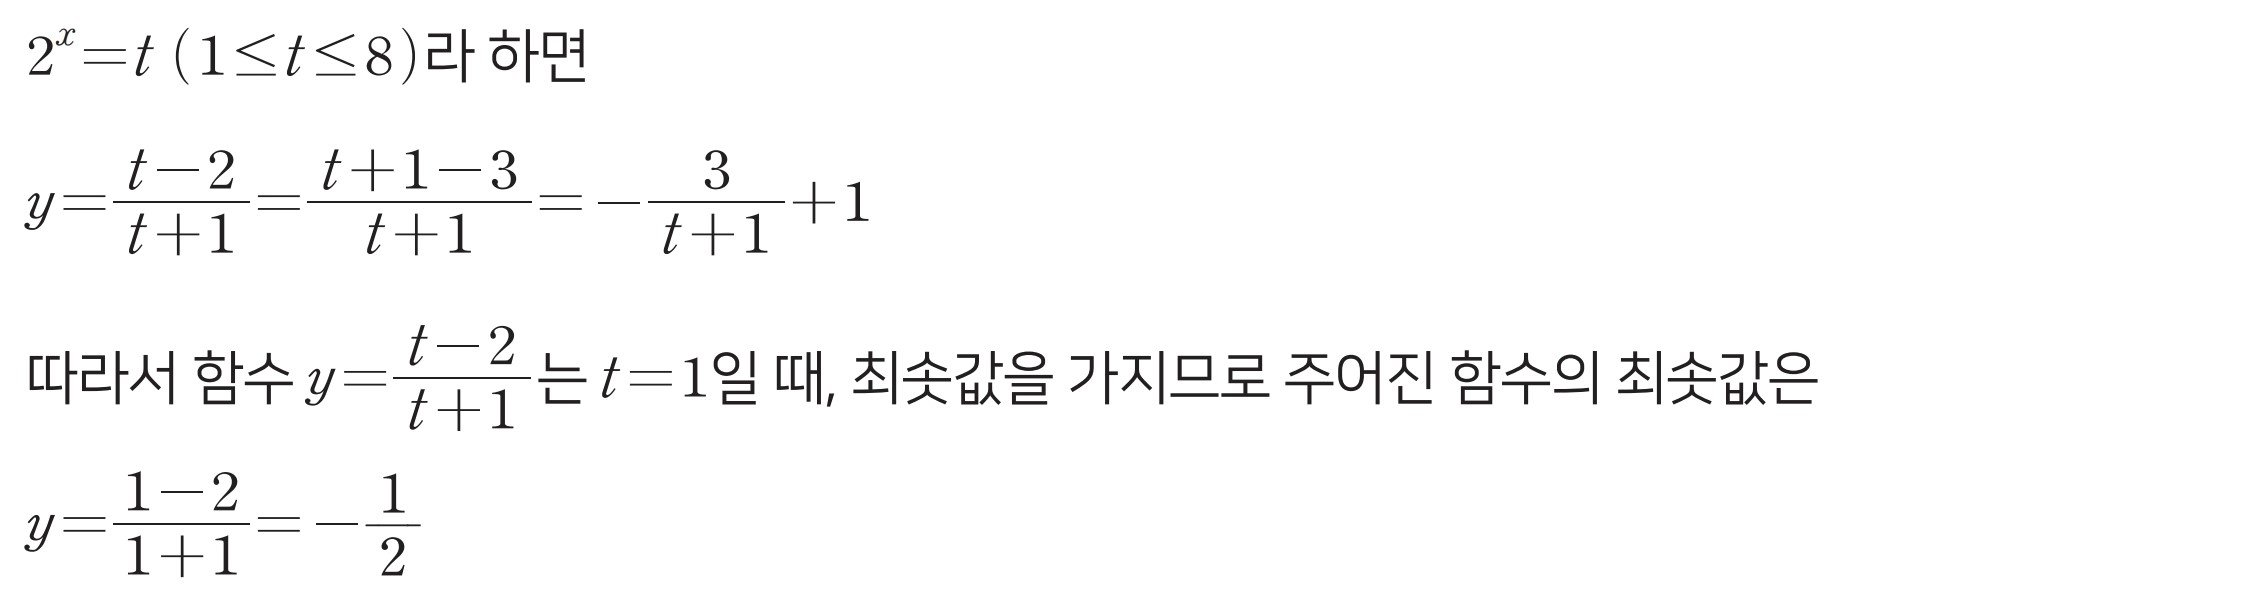 2^x=t (1≤t≤8)라 하면
y=\frac{t-2}{t+1}=\frac{t+1-3}{t+1}=-\frac{3}{t+1}+1
따라서 함수 y=\frac{t-2}{t+1}는 t=1일 때, 최솟값을 가지므로 주어진 함수의 최솟값은
y=\frac{1-2}{1+1}=-\frac{1}{2}